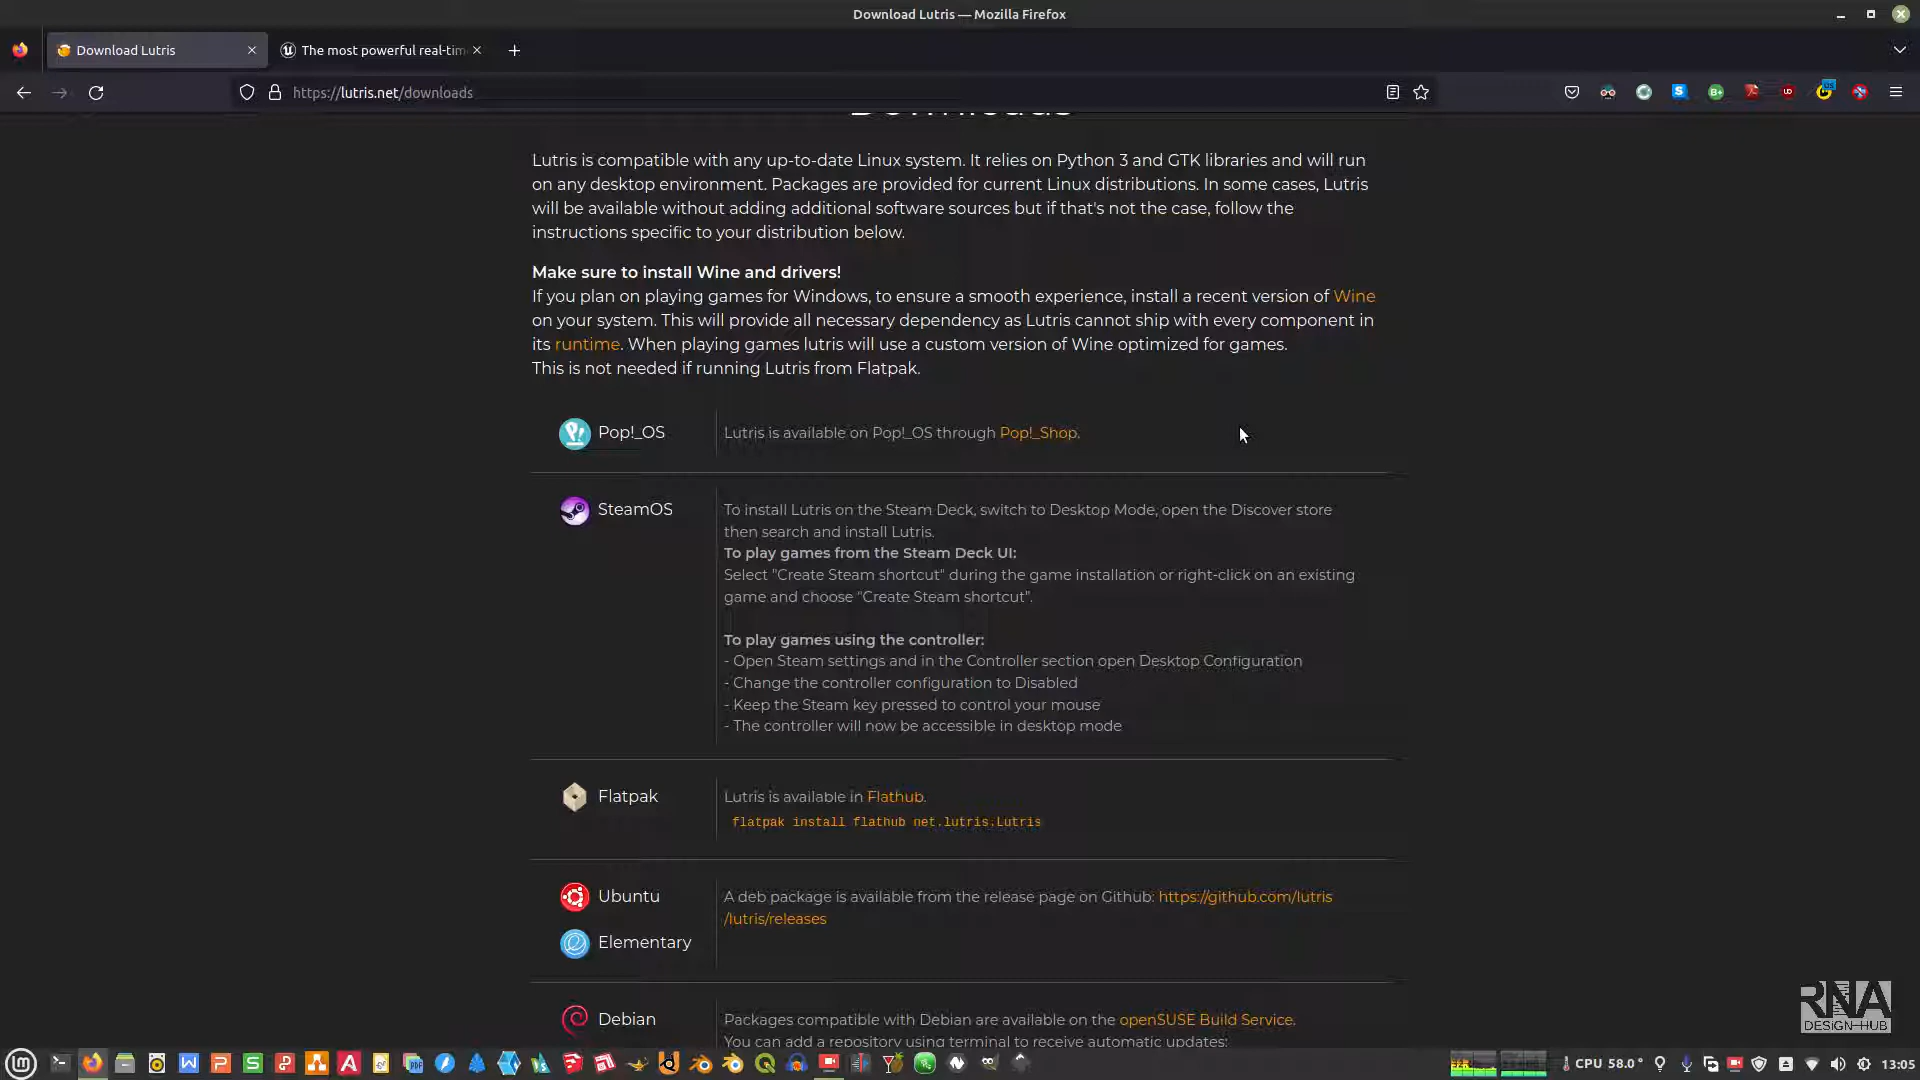 Download Lutris — Mozilla Firefox
Download Lutris
The most powerful real-tim
https://lutris.net/downloads
Downloads
Lutris is compatible with any up-to-date Linux system. It relies on Python 3 and GTK libraries and will run
on any desktop environment. Packages are provided for current Linux distributions. In some cases, Lutris
will be available without adding additional software sources but if that's not the case, follow the
instructions specific to your distribution below.
Make sure to install Wine and drivers!
If you plan on playing games for Windows, to ensure a smooth experience, install a recent version of Wine
on your system. This will provide all necessary dependency as Lutris cannot ship with every component in
its runtime. When playing games lutris will use a custom version of Wine optimized for games.
This is not needed if running Lutris from Flatpak.
Pop!_OS
Lutris is available on Pop!_OS through Pop!_Shop.
SteamOS
To install Lutris on the Steam Deck, switch to Desktop Mode, open the Discover store
then search and install Lutris.
To play games from the Steam Deck UI:
Select "Create Steam shortcut" during the game installation or right-click on an existing
game and choose "Create Steam shortcut".
To play games using the controller:
- Open Steam settings and in the Controller section open Desktop Configuration
- Change the controller configuration to Disabled
- Keep the Steam key pressed to control your mouse
- The controller will now be accessible in desktop mode
Flatpak
Lutris is available in Flathub.
flatpak install flathub net.lutris.Lutris
Ubuntu
Elementary
A deb package is available from the release page on Github: https://github.com/lutris
/lutris/releases
Debian
Packages compatible with Debian are available on the openSUSE Build Service.
You can add a repository using terminal to receive automatic updates:
RNA
DESIGN-HUB
CPU 58.0°
13:05